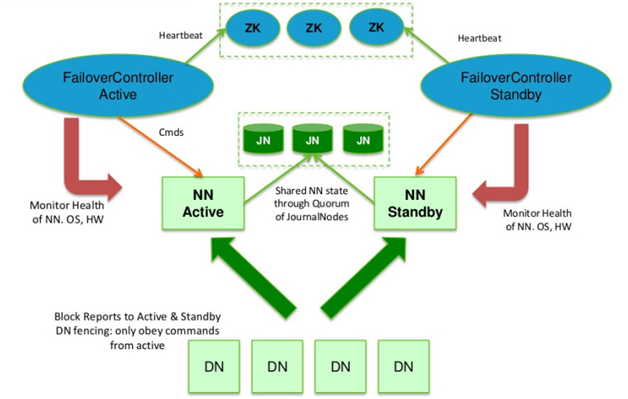 ZK ZK ZK
Heartbeat
Heartbeat
FailoverController
Active
FailoverController
Standby
Cmds
JN JN JN
Monitor Health
of NN. OS, HW
NN
Active
Shared NN state
through Quorum
of JournalNodes
NN
Standby
Monitor Health
of NN. OS, HW
Block Reports to Active & Standby
DN fencing: only obey commands
from active
DN DN DN DN